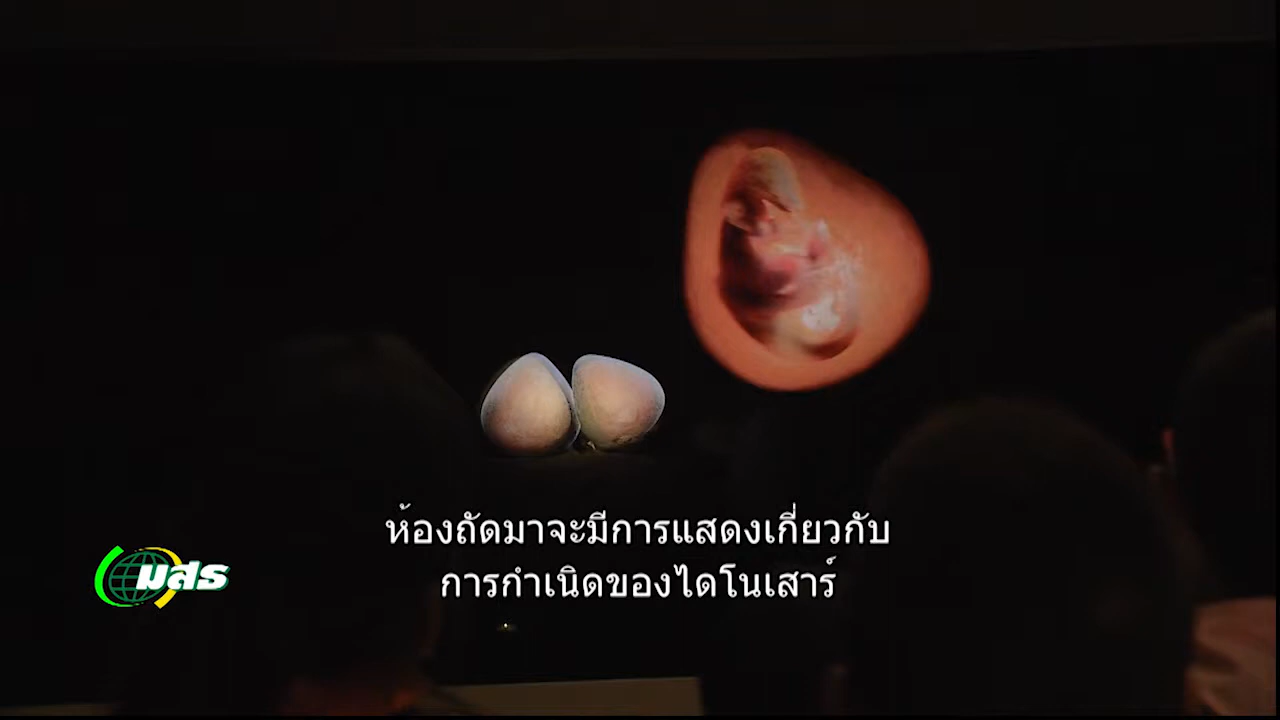 ห้องถัดมาจะมีการแสดงเกี่ยวกับ
การกำเนิดของไดโนเสาร์
มสธ